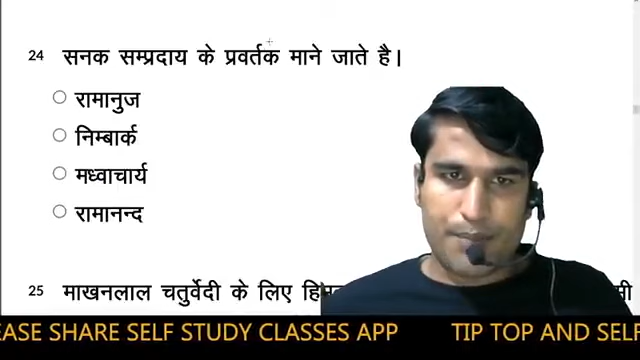 24 सनक सम्प्रदाय के प्रवर्तक माने जाते है।
रामानुज
निम्बार्क
मध्वाचार्य
रामानन्द
25 माखनलाल चतुर्वेदी के लिए
EASE SHARE SELF STUDY CLASSES APP TIP TOP AND SELF